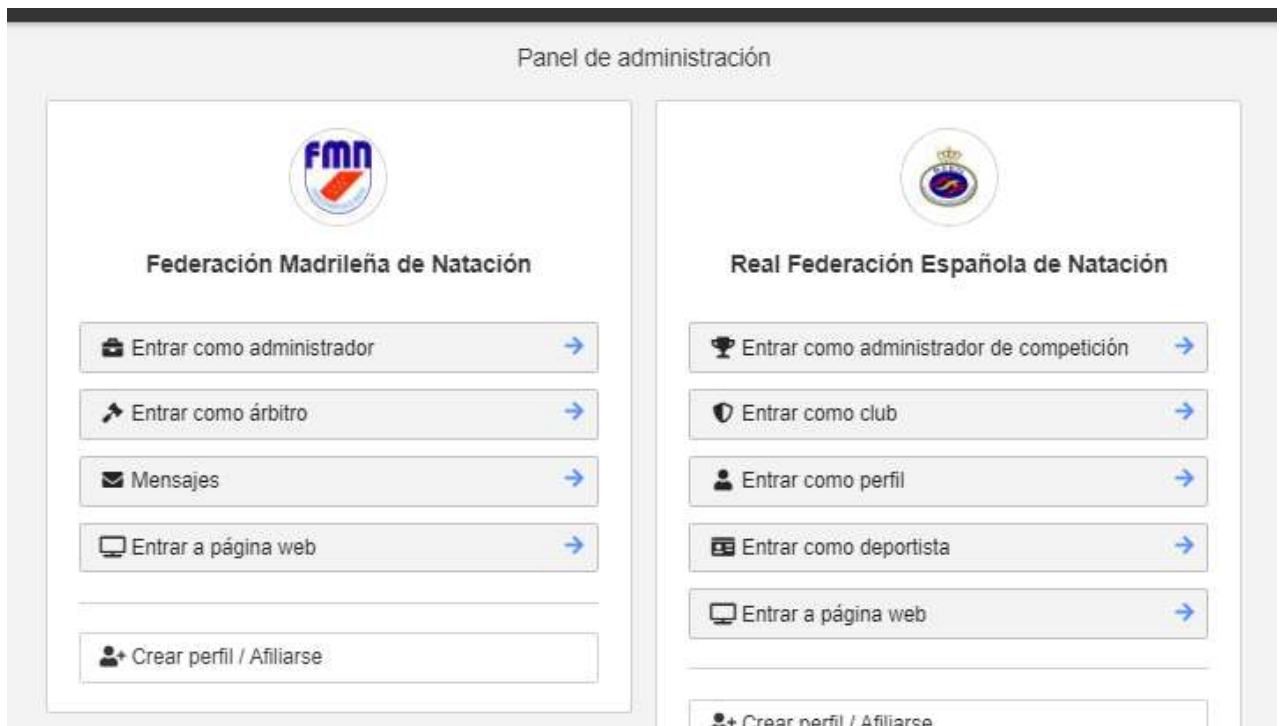 Panel de administración
FMN
Federación Madrileña de Natación
Entrar como administrador
Entrar como árbitro
Mensajes
Entrar a página web
Crear perfil / Afiliarse
Real Federación Española de Natación
Entrar como administrador de competición
Entrar como club
Entrar como perfil
Entrar como deportista
Entrar a página web
Crear perfil / Afiliarse